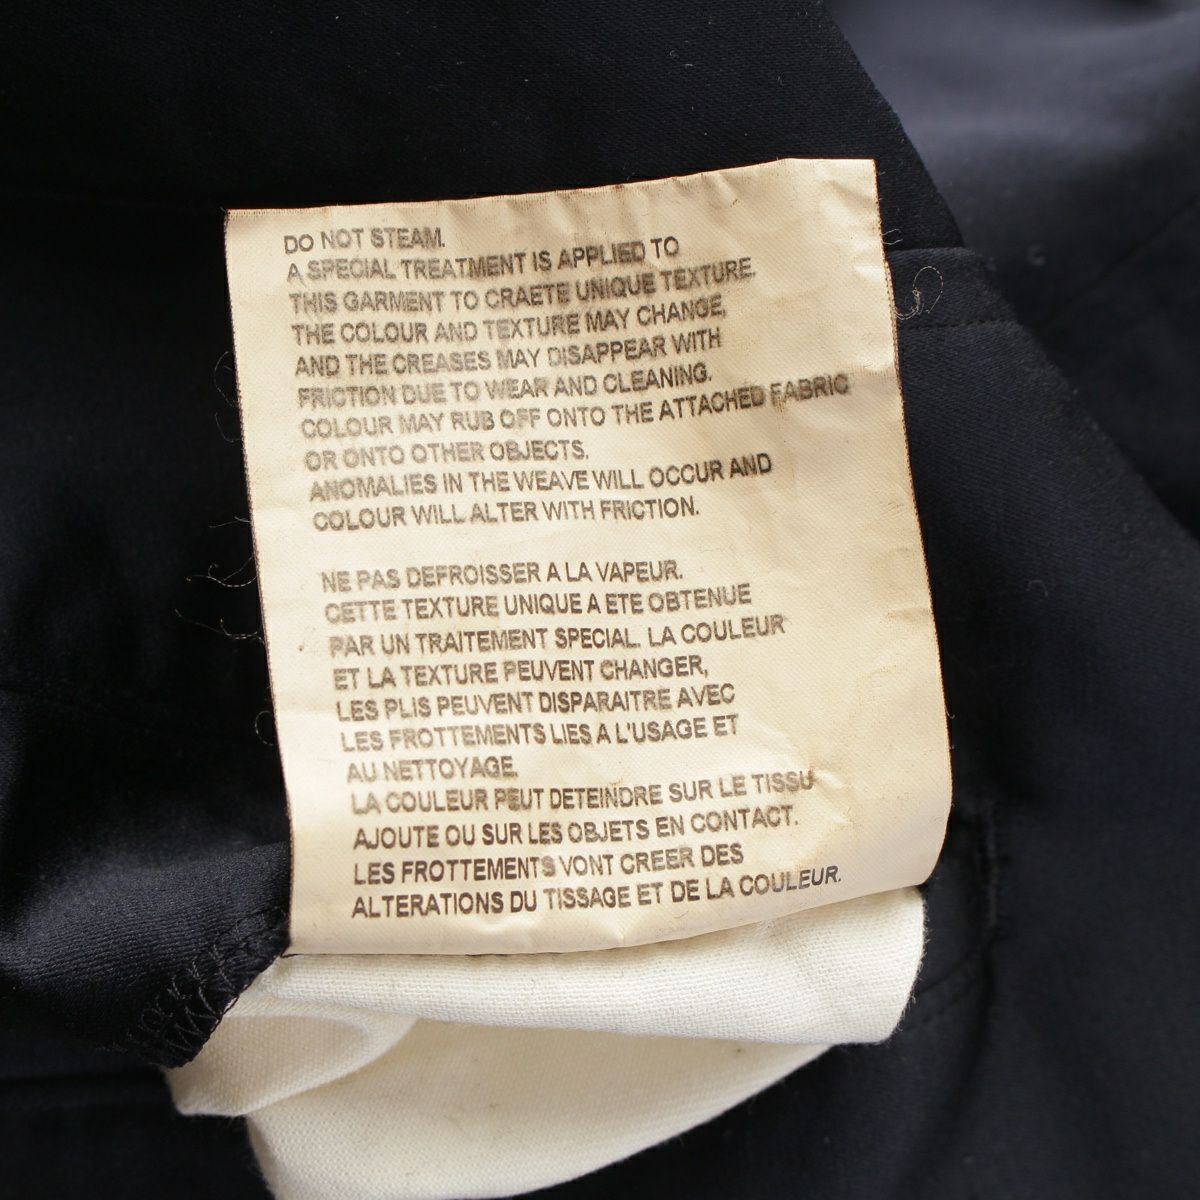 DO NOT STEAM.
A SPECIAL TREATMENT IS APPLIED TO
THIS GARMENT TO CRAETE UNIQUE TEXTURE.
THE COLOUR AND TEXTURE MAY CHANGE,
AND THE CREASES MAY DISAPPEAR WITH
FRICTION DUE TO WEAR AND CLEANING.
COLOUR MAY RUB OFF ONTO THE ATTACHED FABRIC
OR ONTO OTHER OBJECTS.
ANOMALIES IN THE WEAVE WILL OCCUR AND
COLOUR WILL ALTER WITH FRICTION.
NE PAS DEFROISSER A LA VAPEUR.
CETTE TEXTURE UNIQUE A ETE OBTENUE
PAR UN TRAITEMENT SPECIAL. LA COULEUR
ET LA TEXTURE PEUVENT CHANGER,
LES PLIS PEUVENT DISPARAITRE AVEC
LES FROTTEMENTS LIES A L'USAGE ET
AU NETTOYAGE.
LA COULEUR PEUT DETEINDRE SUR LE TISSU
AJOUTE OU SUR LES OBJETS EN CONTACT.
LES FROTTEMENTS VONT CREER DES
ALTERATIONS DU TISSAGE ET DE LA COULEUR.